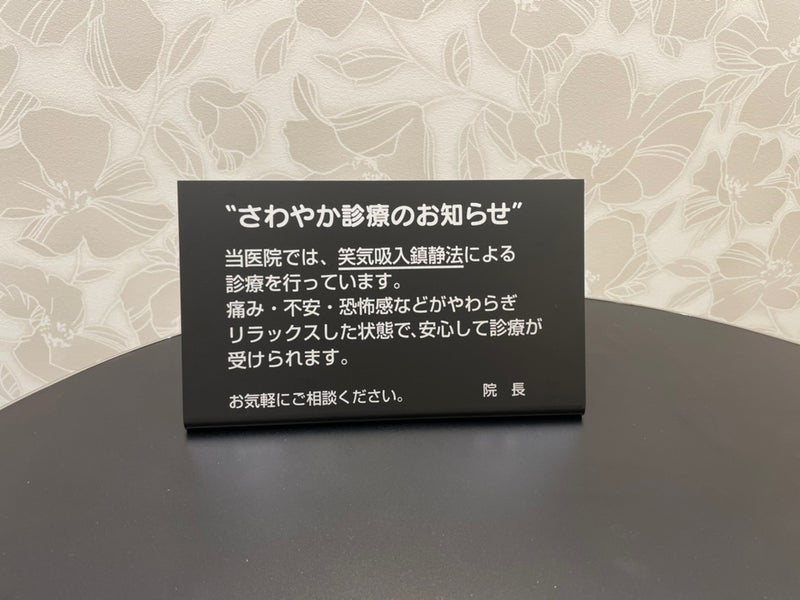 “さわやか診療のお知らせ”
当医院では、笑気吸入鎮静法による
診療を行っています。
痛み・不安・恐怖感などがやわらぎ
リラックスした状態で、安心して診療が
受けられます。
お気軽にご相談ください。 院 長